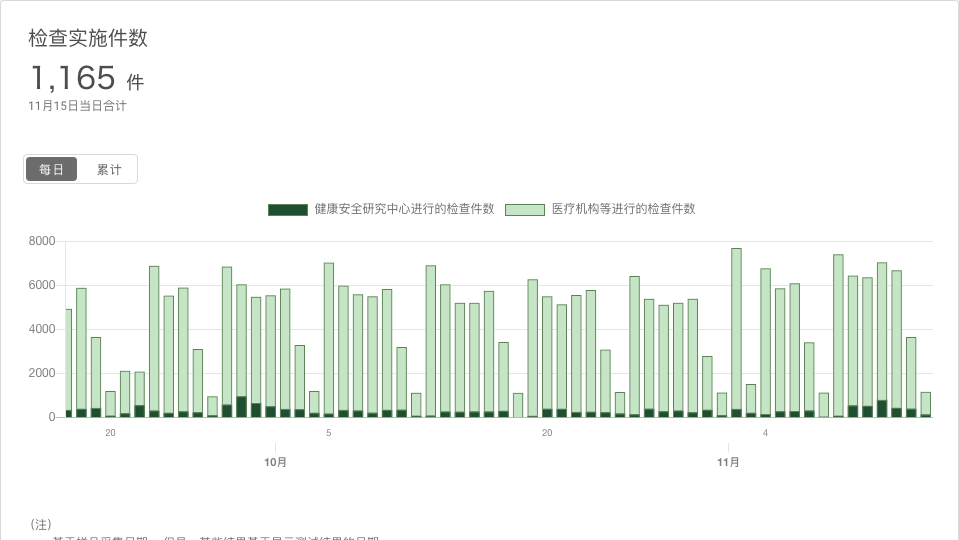 检查实施件数
1,165 件
11月15日当日合计
每日 累计
健康安全研究中心进行的检查件数 医疗机构等进行的检查件数
8000
6000
4000
2000
0
20 5 20 4
10月 11月
(注)